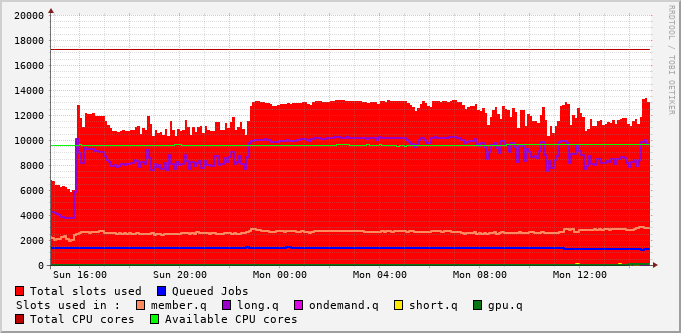 RRDTOOL / TOBI OETIKER
20000
18000
16000
14000
12000
10000
8000
6000
4000
2000
0
Sun 16:00 Sun 20:00 Mon 00:00 Mon 04:00 Mon 08:00 Mon 12:00
Total slots used Queued Jobs
Slots used in : member.q long.q ondemand.q short.q gpu.q
Total CPU cores Available CPU cores